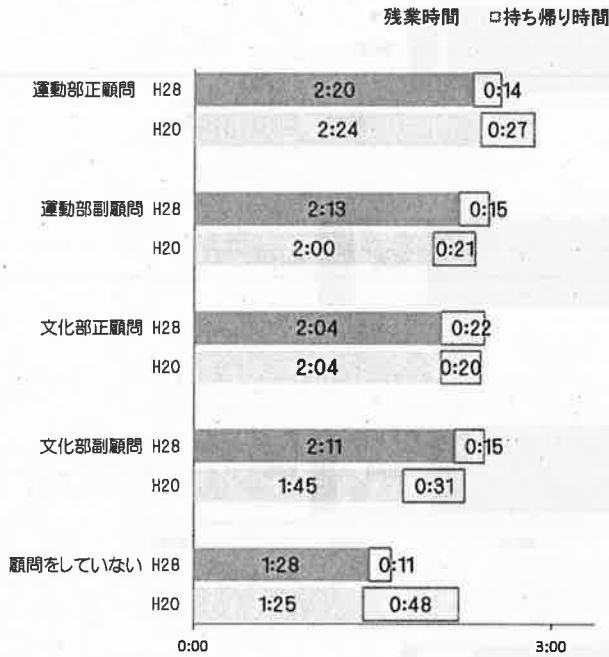 残業時間 □持ち帰り時間
運動部正顧問 H28 2:20 0:14
H20 2:24 0:27
運動部副顧問 H28 2:13 0:15
H20 2:00 0:21
文化部正顧問 H28 2:04 0:22
H20 2:04 0:20
文化部副顧問 H28 2:11 0:15
H20 1:45 0:31
顧問をしていない H28 1:28 0:11
H20 1:25 0:48
0:00 3:00